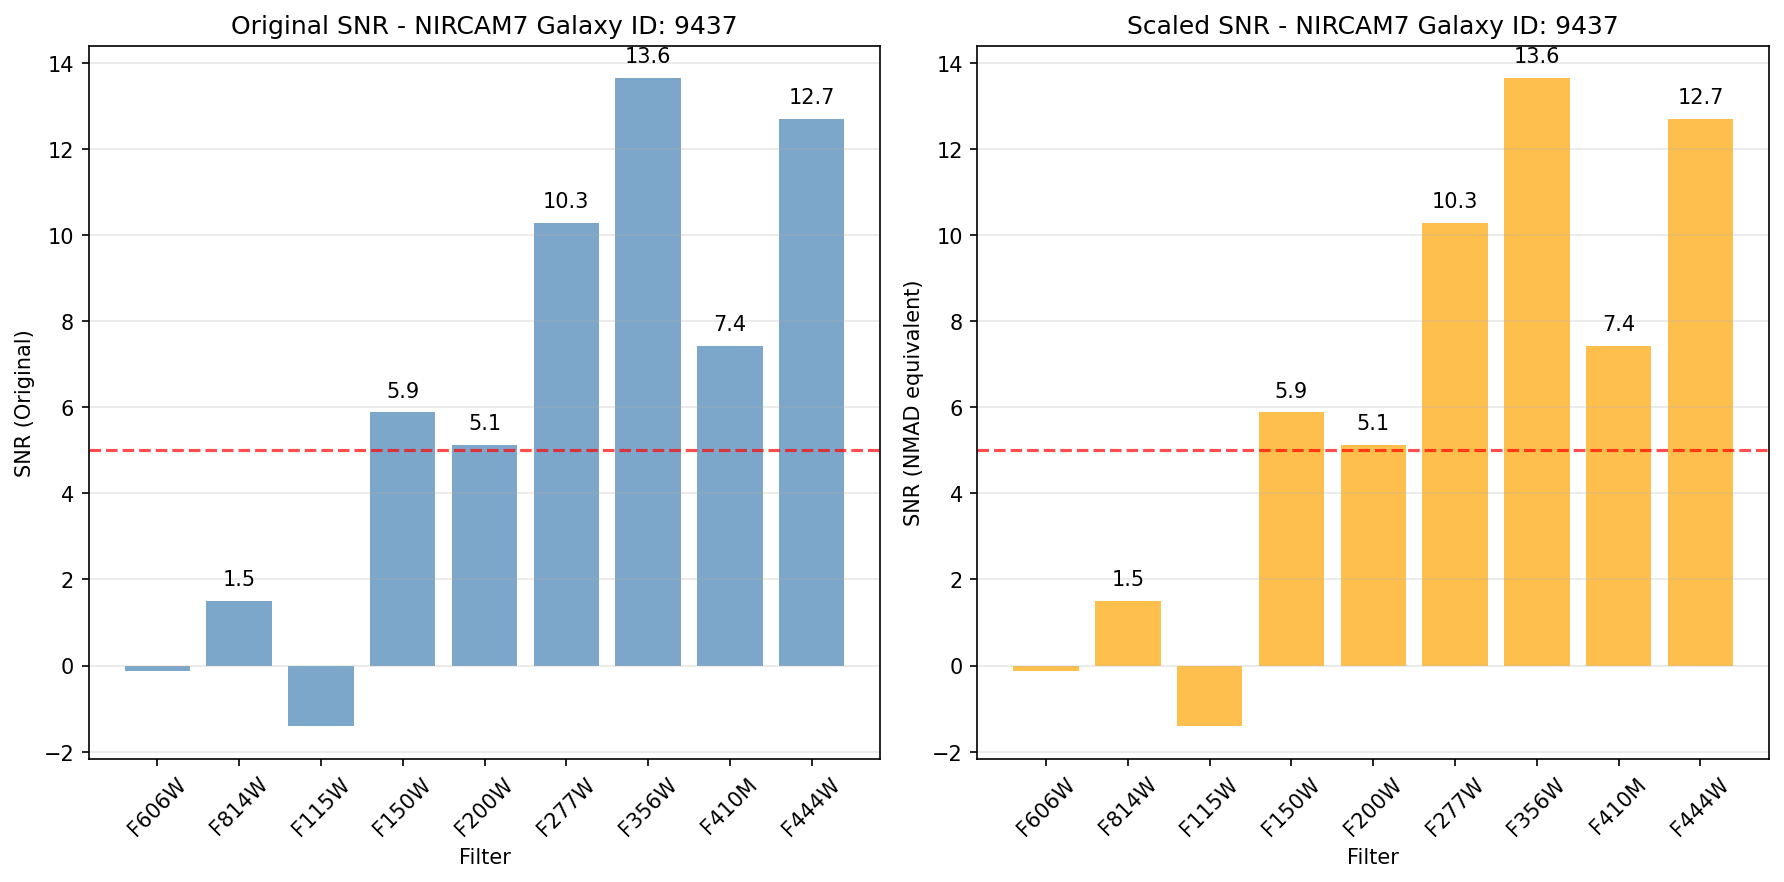 Original SNR - NIRCAM7 Galaxy ID: 9437
SNR (Original)
14
12
10
8
6
4
2
0
−2
1.5
5.9
5.1
10.3
13.6
7.4
12.7
F606W
F814W
F115W
F150W
F200W
F277W
F356W
F410M
F444W
Filter
Scaled SNR - NIRCAM7 Galaxy ID: 9437
SNR (NMAD equivalent)
14
12
10
8
6
4
2
0
−2
1.5
5.9
5.1
10.3
13.6
7.4
12.7
F606W
F814W
F115W
F150W
F200W
F277W
F356W
F410M
F444W
Filter